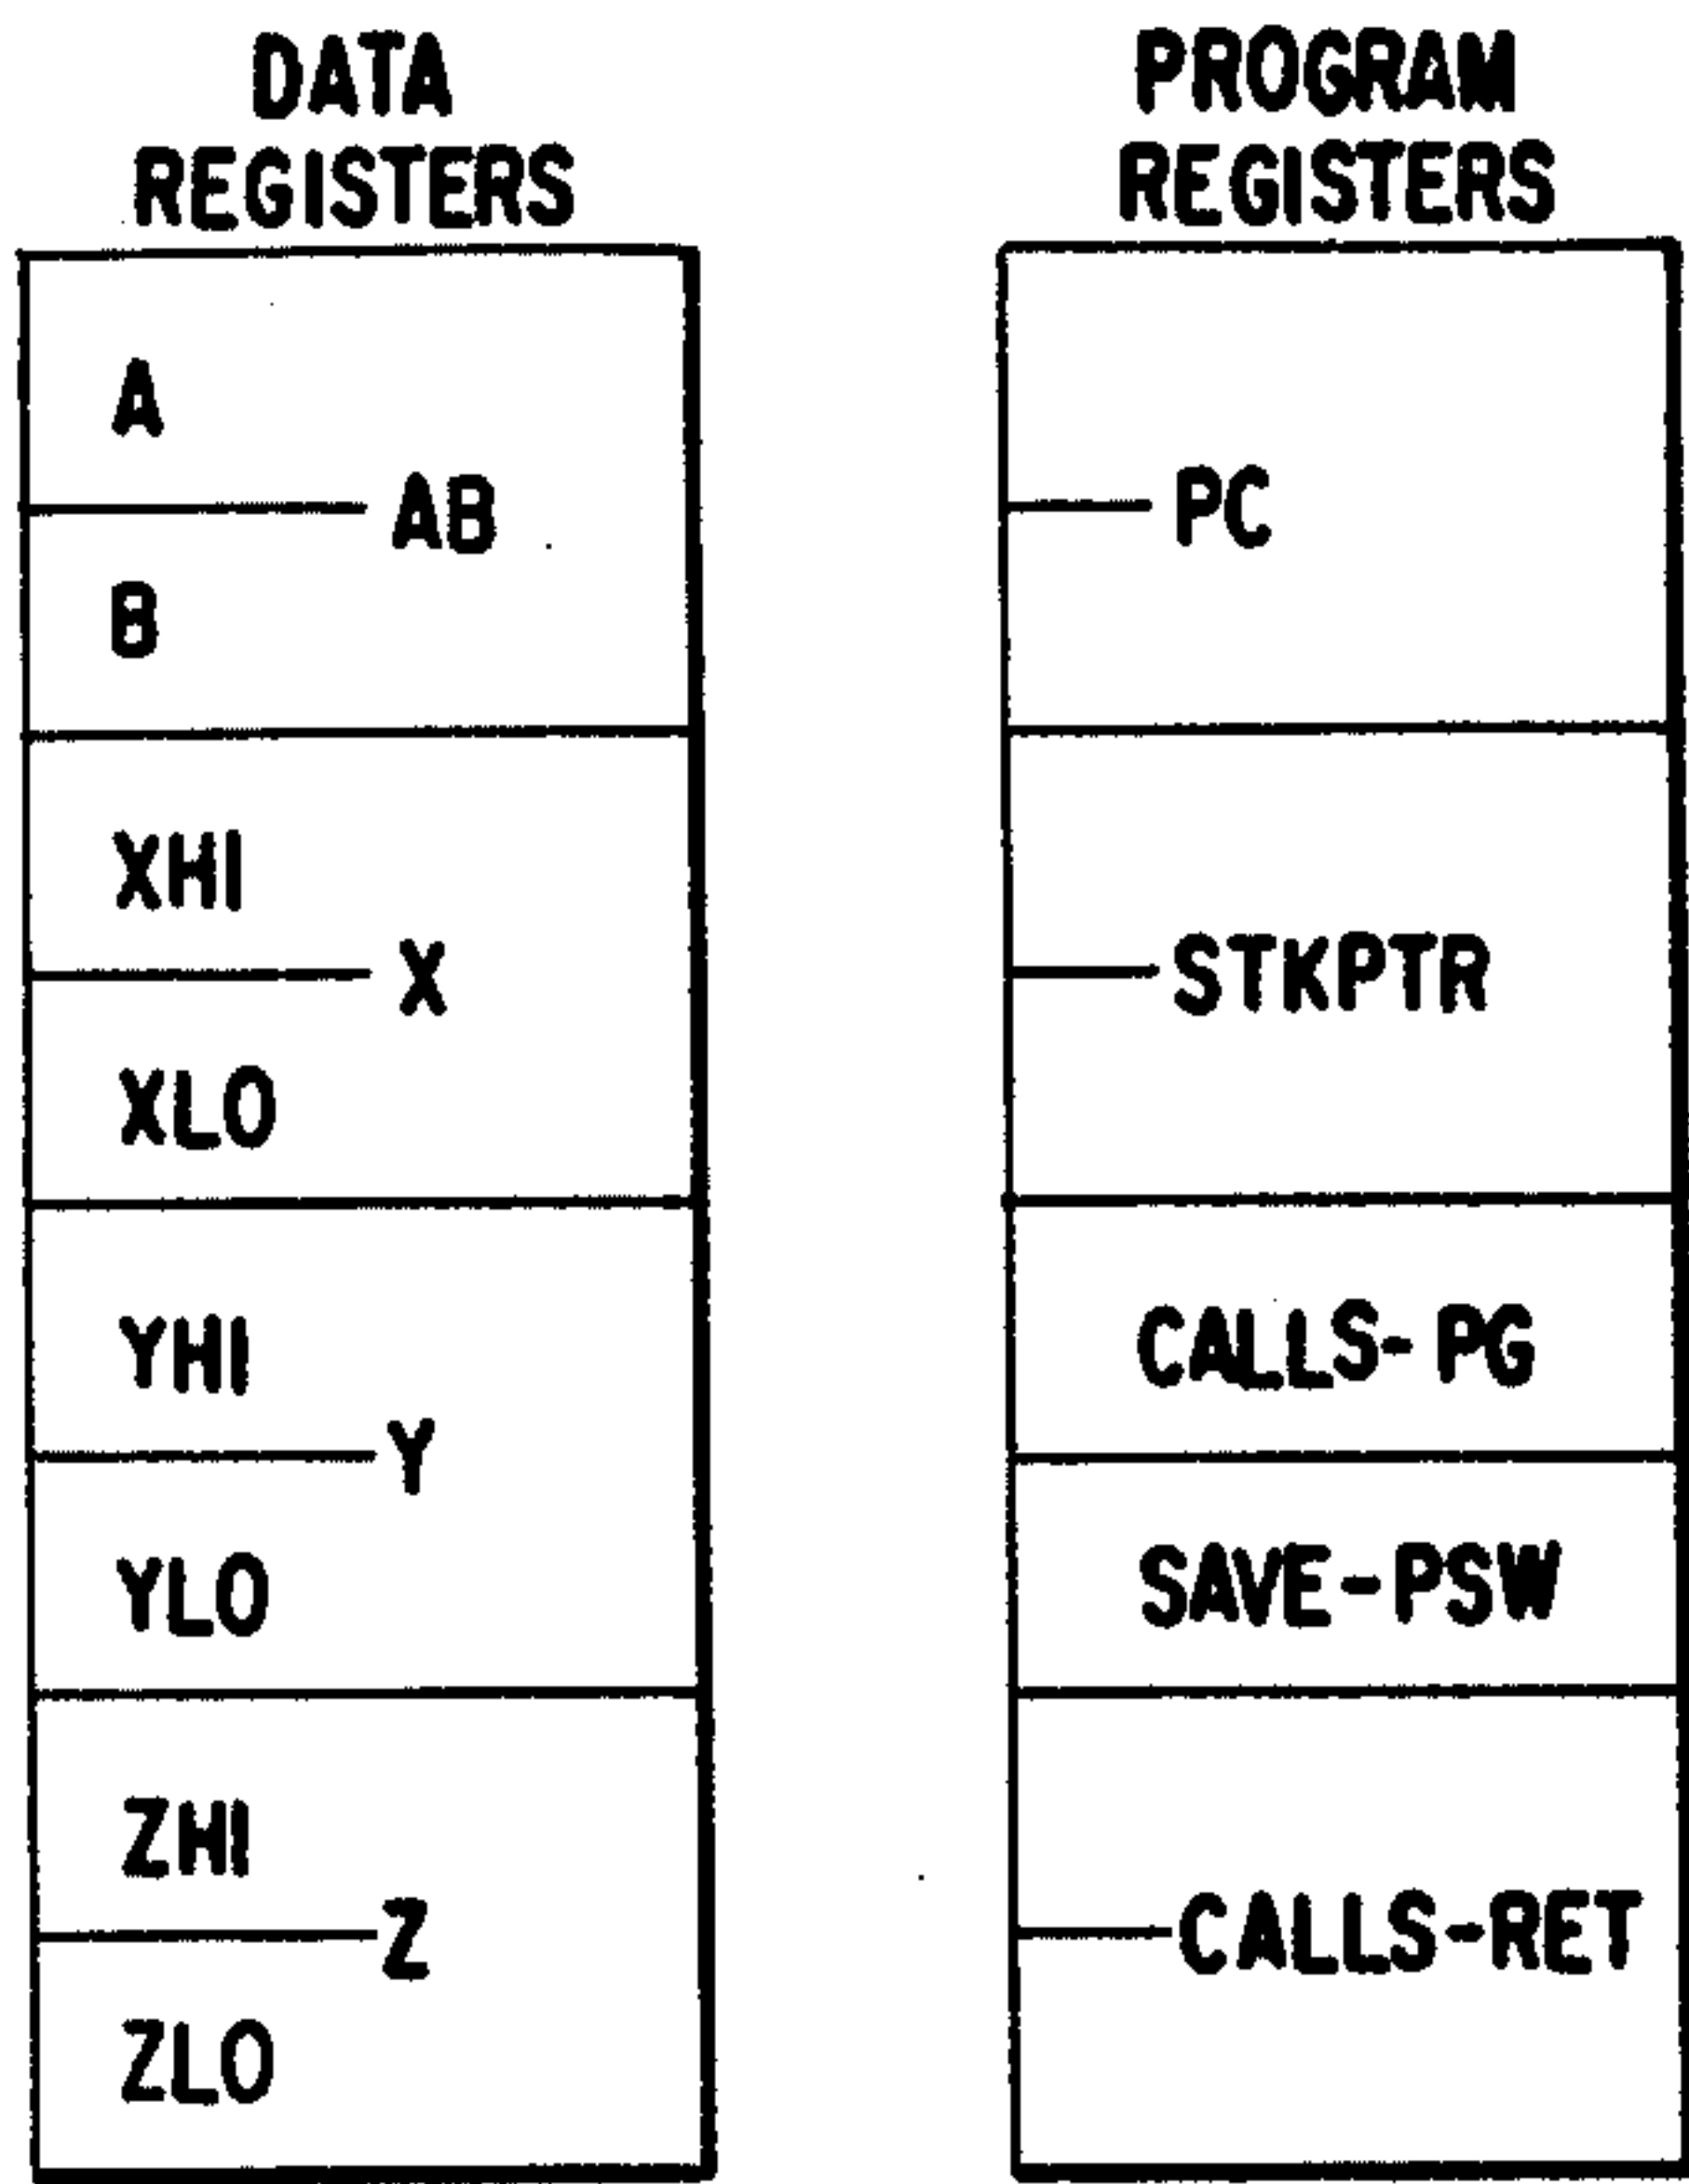 DATA
REGISTERS
A
AB
B
XHI
X
XLO
YHI
Y
YLO
ZHI
Z
ZLO
PROGRAM
REGISTERS
PC
STKPTR
CALLS-PG
SAVE-PSW
CALLS-RET